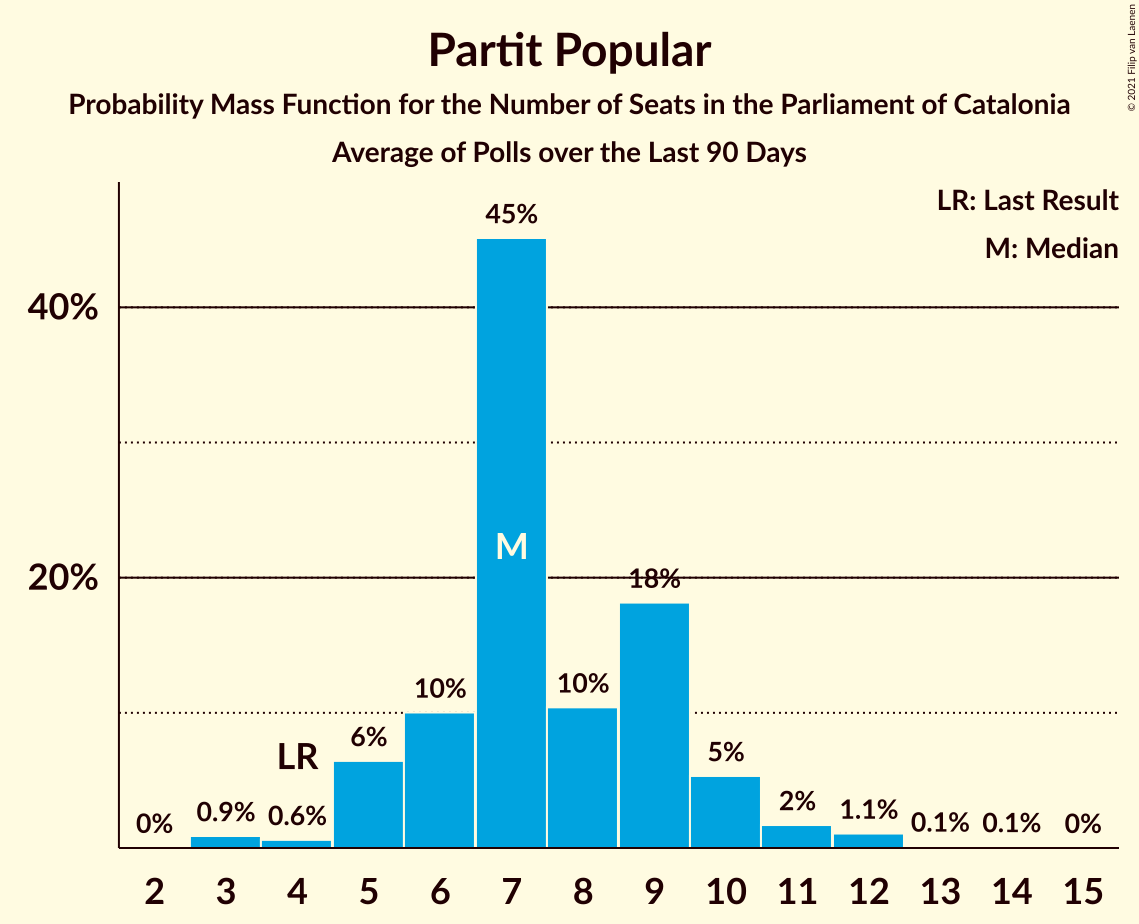 Partit Popular
Probability Mass Function for the Number of Seats in the Parliament of Catalonia
Average of Polls over the Last 90 Days
© 2021 Filip van Laenen
LR: Last Result
M: Median
40%
20%
0%
0.9%
0.6%
LR
6%
10%
45%
M
10%
18%
5%
2%
1.1%
0.1%
0.1%
0%
2 3 4 5 6 7 8 9 10 11 12 13 14 15